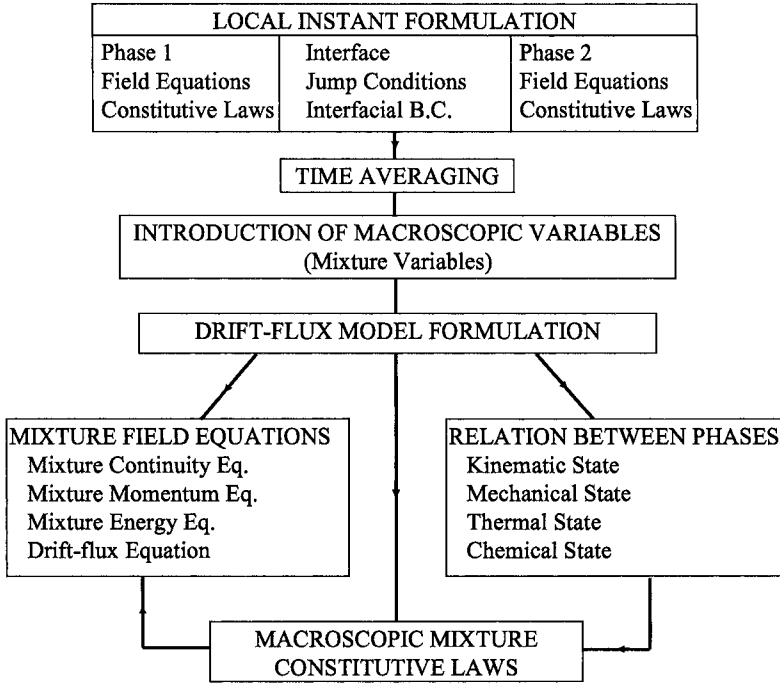 LOCAL INSTANT FORMULATION
Phase 1
Field Equations
Constitutive Laws
Interface
Jump Conditions
Interfacial B.C.
Phase 2
Field Equations
Constitutive Laws
TIME AVERAGING
INTRODUCTION OF MACROSCOPIC VARIABLES
(Mixture Variables)
DRIFT-FLUX MODEL FORMULATION
MIXTURE FIELD EQUATIONS
Mixture Continuity Eq.
Mixture Momentum Eq.
Mixture Energy Eq.
Drift-flux Equation
RELATION BETWEEN PHASES
Kinematic State
Mechanical State
Thermal State
Chemical State
MACROSCOPIC MIXTURE
CONSTITUTIVE LAWS